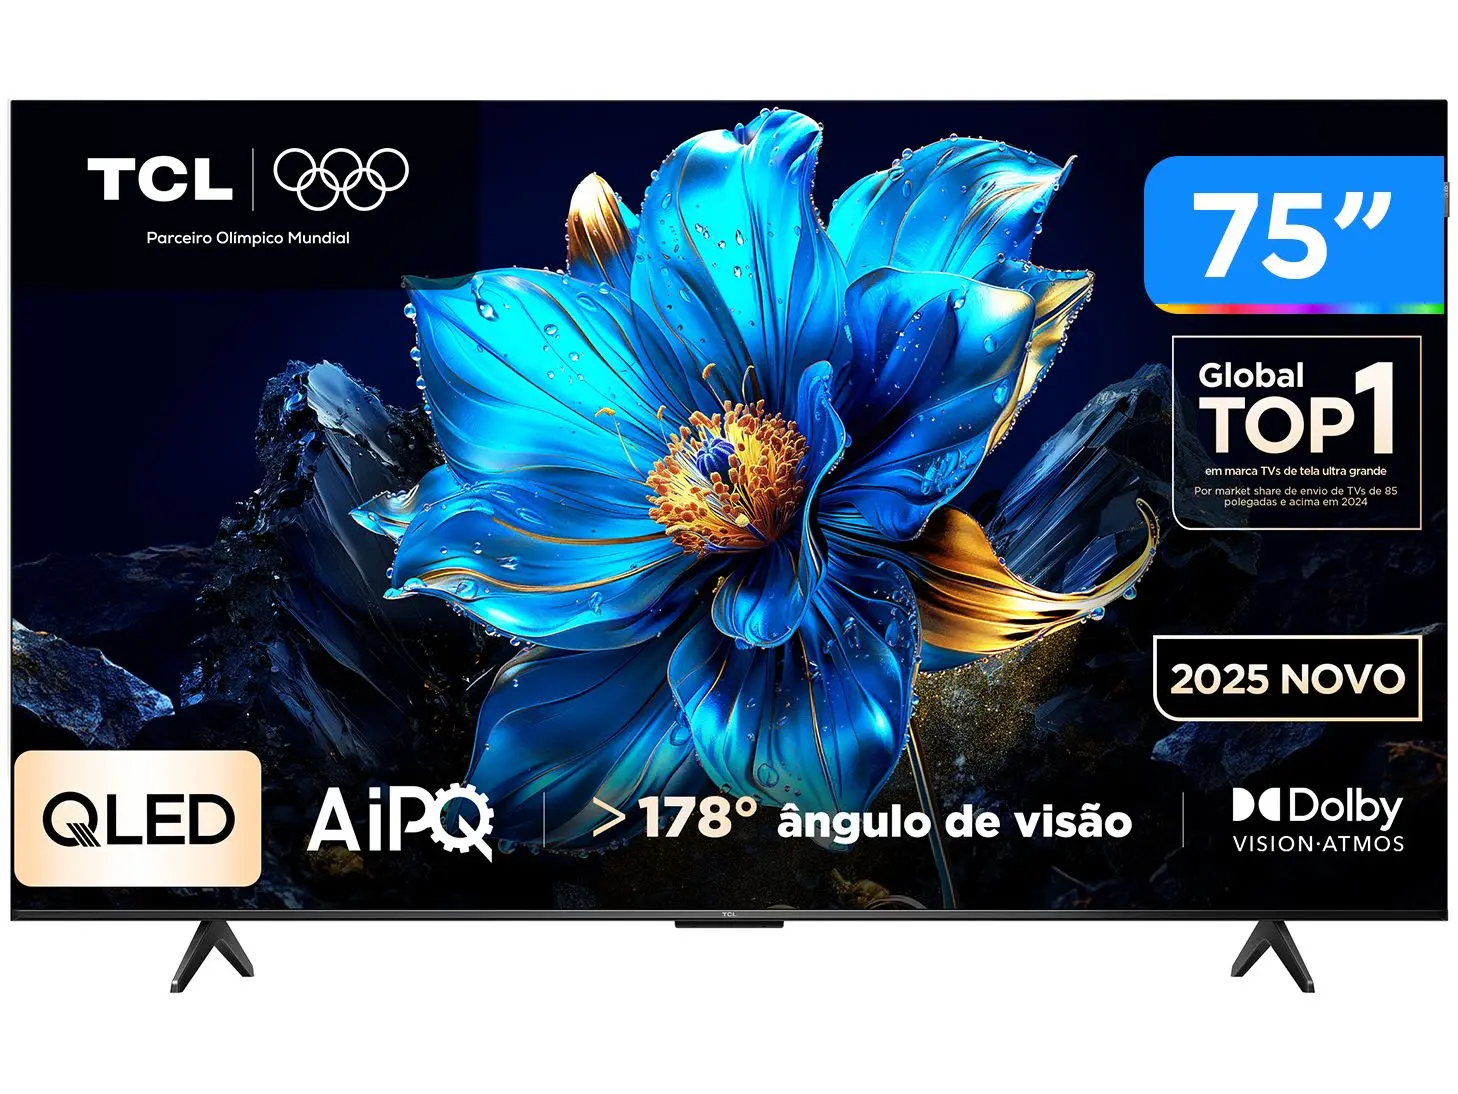 TCL
Parceiro Olímpico Mundial
75”
Global
TOP1
em marca TVs de tela ultra grande
Por market share de envio de TVs de 85
polegadas e acima em 2024
2025 NOVO
QLED
AiPQ
>178° ângulo de visão
Dolby
VISION·ATMOS
TCL